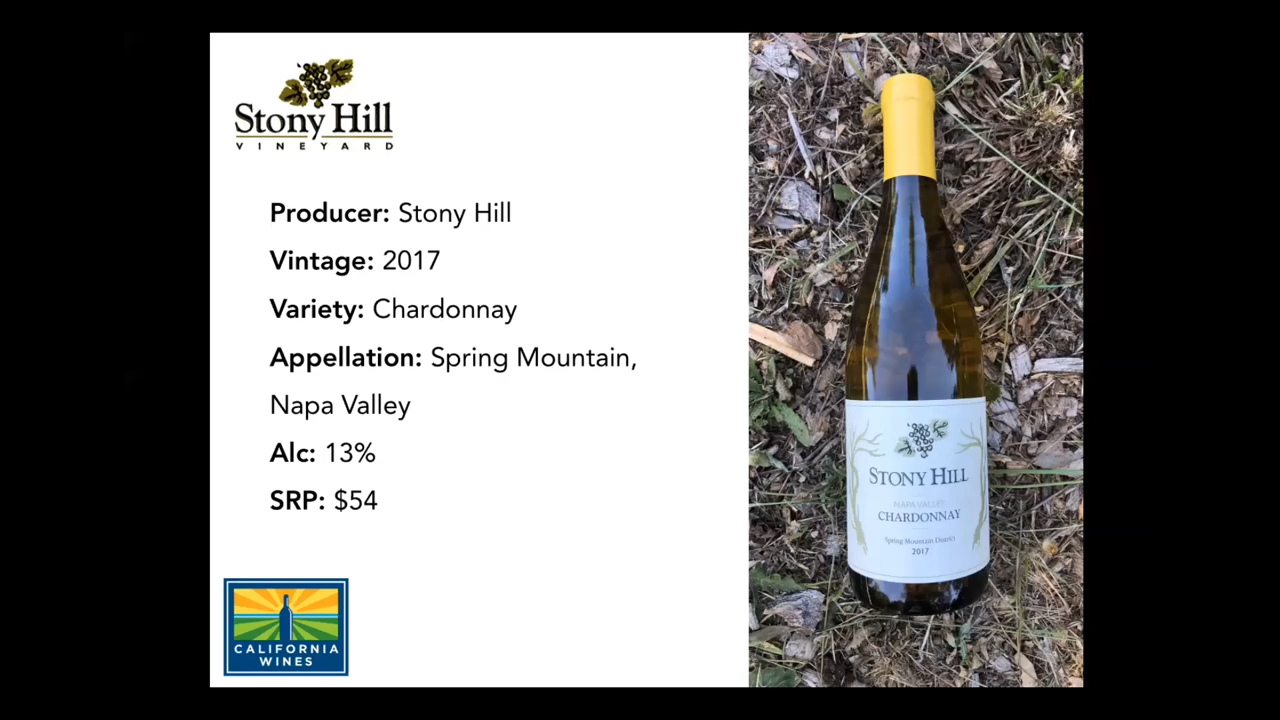 Stony Hill
VINEYARD
Producer: Stony Hill
Vintage: 2017
Variety: Chardonnay
Appellation: Spring Mountain,
Napa Valley
Alc: 13%
SRP: $54
CALIFORNIA
WINES
STONY HILL
NAPA VALLEY
CHARDONNAY
Spring Mountain District
2017